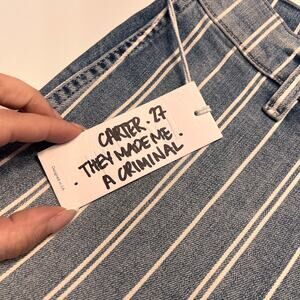 CARTER . 27
. THEY MADE ME .
A CRIMINAL